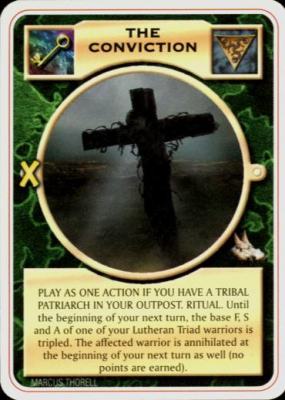 THE
CONVICTION
X
PLAY AS ONE ACTION IF YOU HAVE A TRIBAL
PATRIARCH IN YOUR OUTPOST. RITUAL. Until
the beginning of your next turn, the base F, S
and A of one of your Lutheran Triad warriors is
tripled. The affected warrior is annihilated at
the beginning of your next turn as well (no
points are earned).
MARCUS THORELL